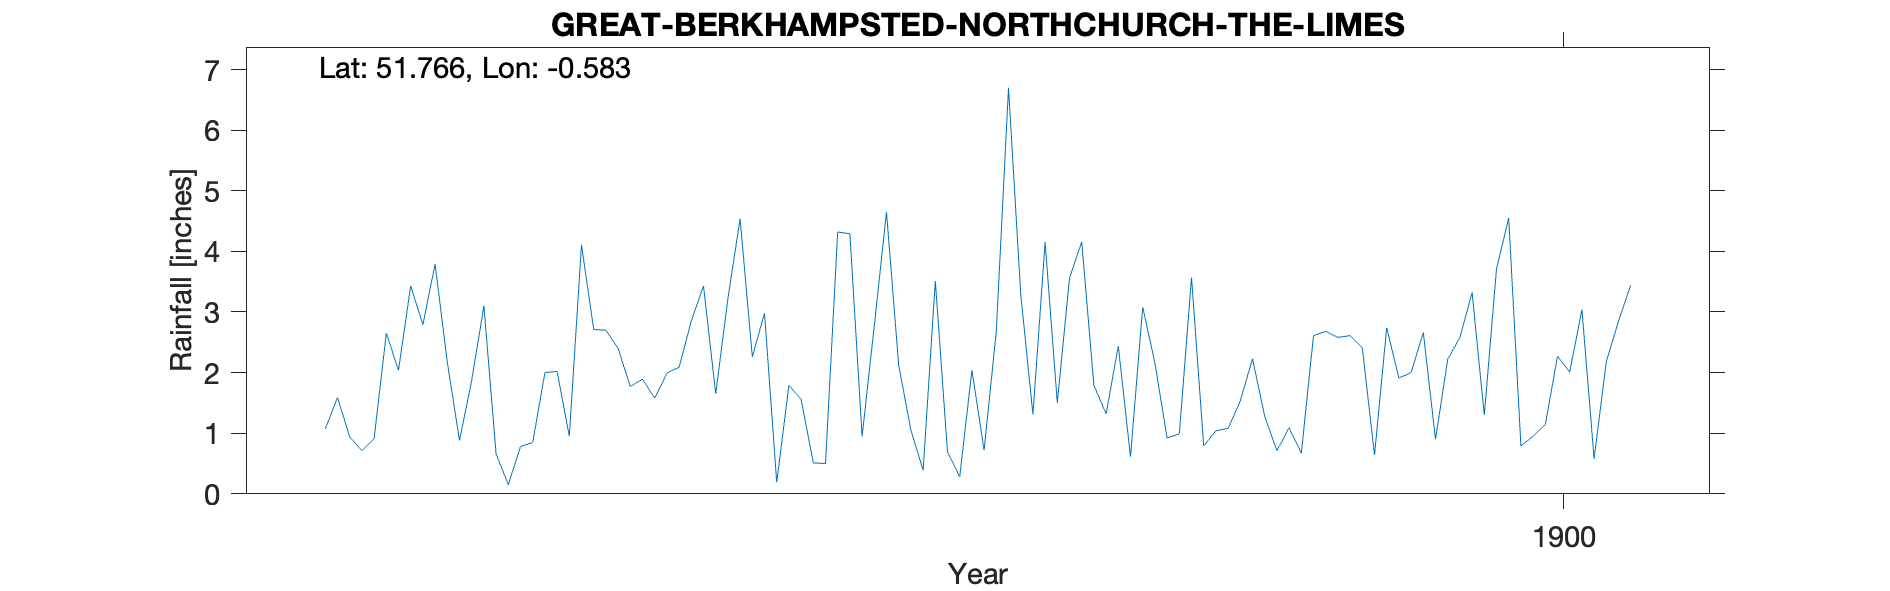 GREAT-BERKHAMPSTED-NORTHCHURCH-THE-LIMES
Lat: 51.766, Lon: -0.583
7
6
5
4
3
2
1
0
Rainfall [inches]
1900
Year